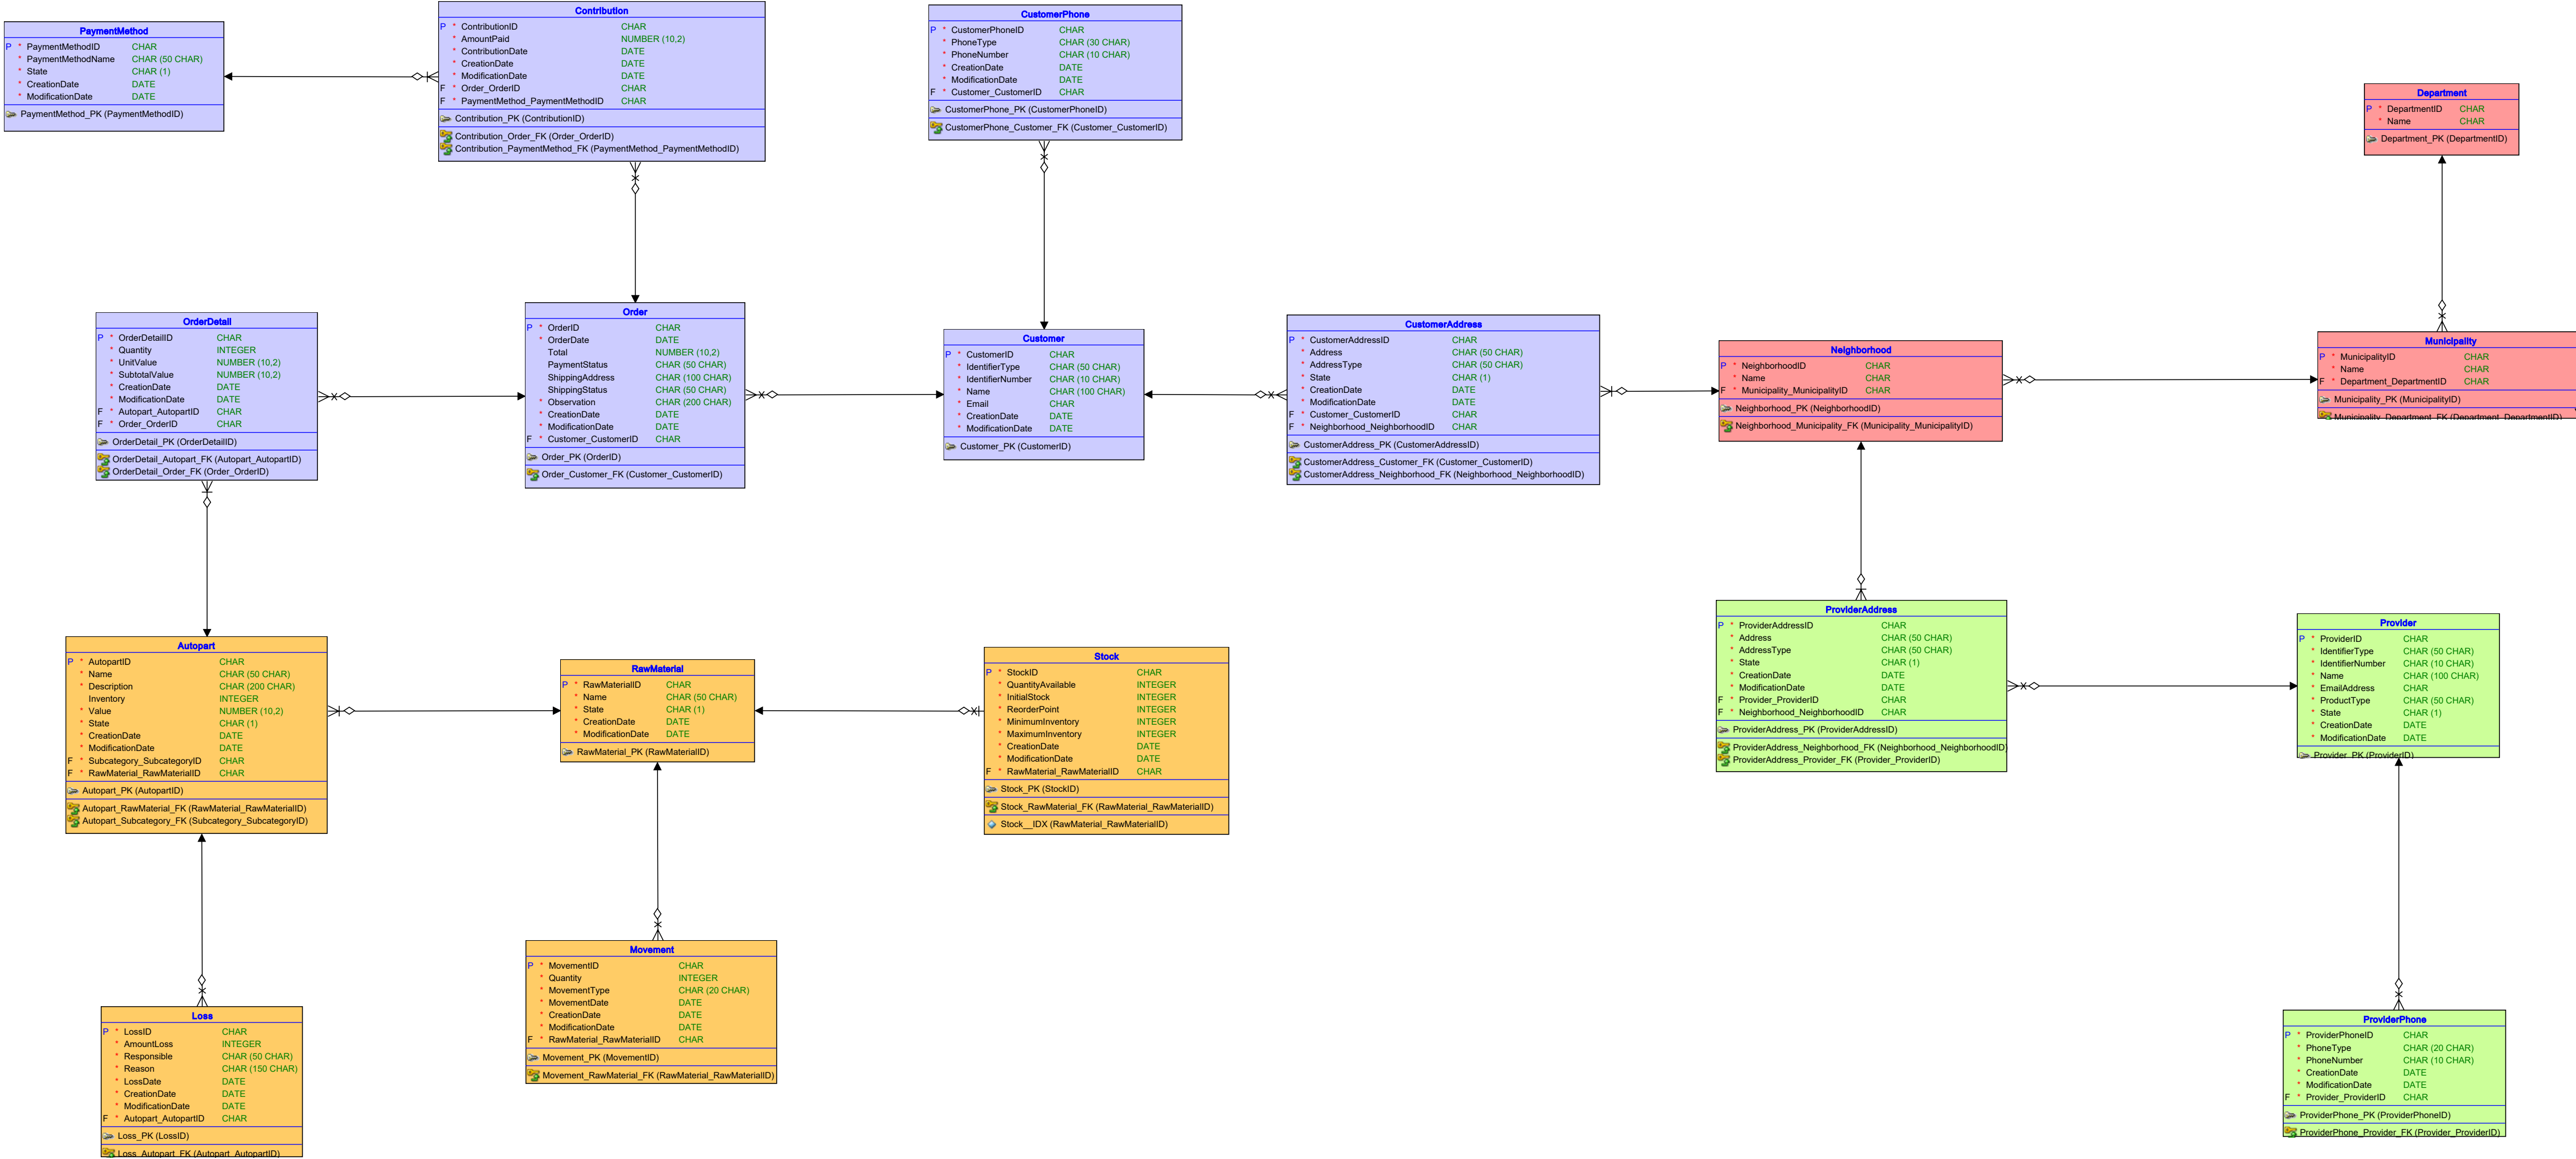 PaymentMethod
P * PaymentMethodID CHAR
* PaymentMethodName CHAR (50 CHAR)
* State CHAR (1)
* CreationDate DATE
* ModificationDate DATE
PaymentMethod_PK (PaymentMethodID)
Contribution
P * ContributionID CHAR
* AmountPaid NUMBER (10,2)
* ContributionDate DATE
* CreationDate DATE
* ModificationDate DATE
F * Order_OrderID CHAR
F * PaymentMethod_PaymentMethodID CHAR
Contribution_PK (ContributionID)
Contribution_Order_FK (Order_OrderID)
Contribution_PaymentMethod_FK (PaymentMethod_PaymentMethodID)
CustomerPhone
P * CustomerPhoneID CHAR
* PhoneType CHAR (30 CHAR)
* PhoneNumber CHAR (10 CHAR)
* CreationDate DATE
* ModificationDate DATE
F * Customer_CustomerID CHAR
CustomerPhone_PK (CustomerPhoneID)
CustomerPhone_Customer_FK (Customer_CustomerID)
Department
P * DepartmentID CHAR
* Name CHAR
Department_PK (DepartmentID)
OrderDetail
P * OrderDetailID CHAR
* Quantity INTEGER
* UnitValue NUMBER (10,2)
* SubtotalValue NUMBER (10,2)
* CreationDate DATE
* ModificationDate DATE
F * Autopart_AutopartID CHAR
F * Order_OrderID CHAR
OrderDetail_PK (OrderDetailID)
OrderDetail_Autopart_FK (Autopart_AutopartID)
OrderDetail_Order_FK (Order_OrderID)
Order
P * OrderID CHAR
* OrderDate DATE
Total NUMBER (10,2)
PaymentStatus CHAR (50 CHAR)
ShippingAddress CHAR (100 CHAR)
ShippingStatus CHAR (50 CHAR)
* Observation CHAR (200 CHAR)
* CreationDate DATE
* ModificationDate DATE
F * Customer_CustomerID CHAR
Order_PK (OrderID)
Order_Customer_FK (Customer_CustomerID)
Customer
P * CustomerID CHAR
* IdentifierType CHAR (50 CHAR)
* IdentifierNumber CHAR (10 CHAR)
* Name CHAR (100 CHAR)
* Email CHAR
* CreationDate DATE
* ModificationDate DATE
Customer_PK (CustomerID)
CustomerAddress
P * CustomerAddressID CHAR
* Address CHAR (50 CHAR)
* AddressType CHAR (50 CHAR)
* State CHAR (1)
* CreationDate DATE
* ModificationDate DATE
F * Customer_CustomerID CHAR
F * Neighborhood_NeighborhoodID CHAR
CustomerAddress_PK (CustomerAddressID)
CustomerAddress_Customer_FK (Customer_CustomerID)
CustomerAddress_Neighborhood_FK (Neighborhood_NeighborhoodID)
Neighborhood
P * NeighborhoodID CHAR
* Name CHAR
F * Municipality_MunicipalityID CHAR
Neighborhood_PK (NeighborhoodID)
Neighborhood_Municipality_FK (Municipality_MunicipalityID)
Municipality
P * MunicipalityID CHAR
* Name CHAR
F * Department_DepartmentID CHAR
Municipality_PK (MunicipalityID)
Municipality_Department_FK (Department_DepartmentID)
Autopart
P * AutopartID CHAR
* Name CHAR (50 CHAR)
* Description CHAR (200 CHAR)
Inventory INTEGER
* Value NUMBER (10,2)
* State CHAR (1)
* CreationDate DATE
* ModificationDate DATE
F * Subcategory_SubcategoryID CHAR
F * RawMaterial_RawMaterialID CHAR
Autopart_PK (AutopartID)
Autopart_RawMaterial_FK (RawMaterial_RawMaterialID)
Autopart_Subcategory_FK (Subcategory_SubcategoryID)
RawMaterial
P * RawMaterialID CHAR
* Name CHAR (50 CHAR)
* State CHAR (1)
* CreationDate DATE
* ModificationDate DATE
RawMaterial_PK (RawMaterialID)
Stock
P * StockID CHAR
* QuantityAvailable INTEGER
* InitialStock INTEGER
* ReorderPoint INTEGER
* MinimumInventory INTEGER
* MaximumInventory INTEGER
* CreationDate DATE
* ModificationDate DATE
F * RawMaterial_RawMaterialID CHAR
Stock_PK (StockID)
Stock_RawMaterial_FK (RawMaterial_RawMaterialID)
Stock__IDX (RawMaterial_RawMaterialID)
ProviderAddress
P * ProviderAddressID CHAR
* Address CHAR (50 CHAR)
* AddressType CHAR (50 CHAR)
* State CHAR (1)
* CreationDate DATE
* ModificationDate DATE
F * Provider_ProviderID CHAR
F * Neighborhood_NeighborhoodID CHAR
ProviderAddress_PK (ProviderAddressID)
ProviderAddress_Neighborhood_FK (Neighborhood_NeighborhoodID)
ProviderAddress_Provider_FK (Provider_ProviderID)
Provider
P * ProviderID CHAR
* IdentifierType CHAR (50 CHAR)
* IdentifierNumber CHAR (10 CHAR)
* Name CHAR (100 CHAR)
* EmailAddress CHAR
* ProductType CHAR (50 CHAR)
* State CHAR (1)
* CreationDate DATE
* ModificationDate DATE
Provider_PK (ProviderID)
Loss
P * LossID CHAR
* AmountLoss INTEGER
* Responsible CHAR (50 CHAR)
* Reason CHAR (150 CHAR)
* LossDate DATE
* CreationDate DATE
* ModificationDate DATE
F * Autopart_AutopartID CHAR
Loss_PK (LossID)
Loss_Autopart_FK (Autopart_AutopartID)
Movement
P * MovementID CHAR
* Quantity INTEGER
* MovementType CHAR (20 CHAR)
* MovementDate DATE
* CreationDate DATE
* ModificationDate DATE
F * RawMaterial_RawMaterialID CHAR
Movement_PK (MovementID)
Movement_RawMaterial_FK (RawMaterial_RawMaterialID)
ProviderPhone
P * ProviderPhoneID CHAR
* PhoneType CHAR (20 CHAR)
* PhoneNumber CHAR (10 CHAR)
* CreationDate DATE
* ModificationDate DATE
F * Provider_ProviderID CHAR
ProviderPhone_PK (ProviderPhoneID)
ProviderPhone_Provider_FK (Provider_ProviderID)